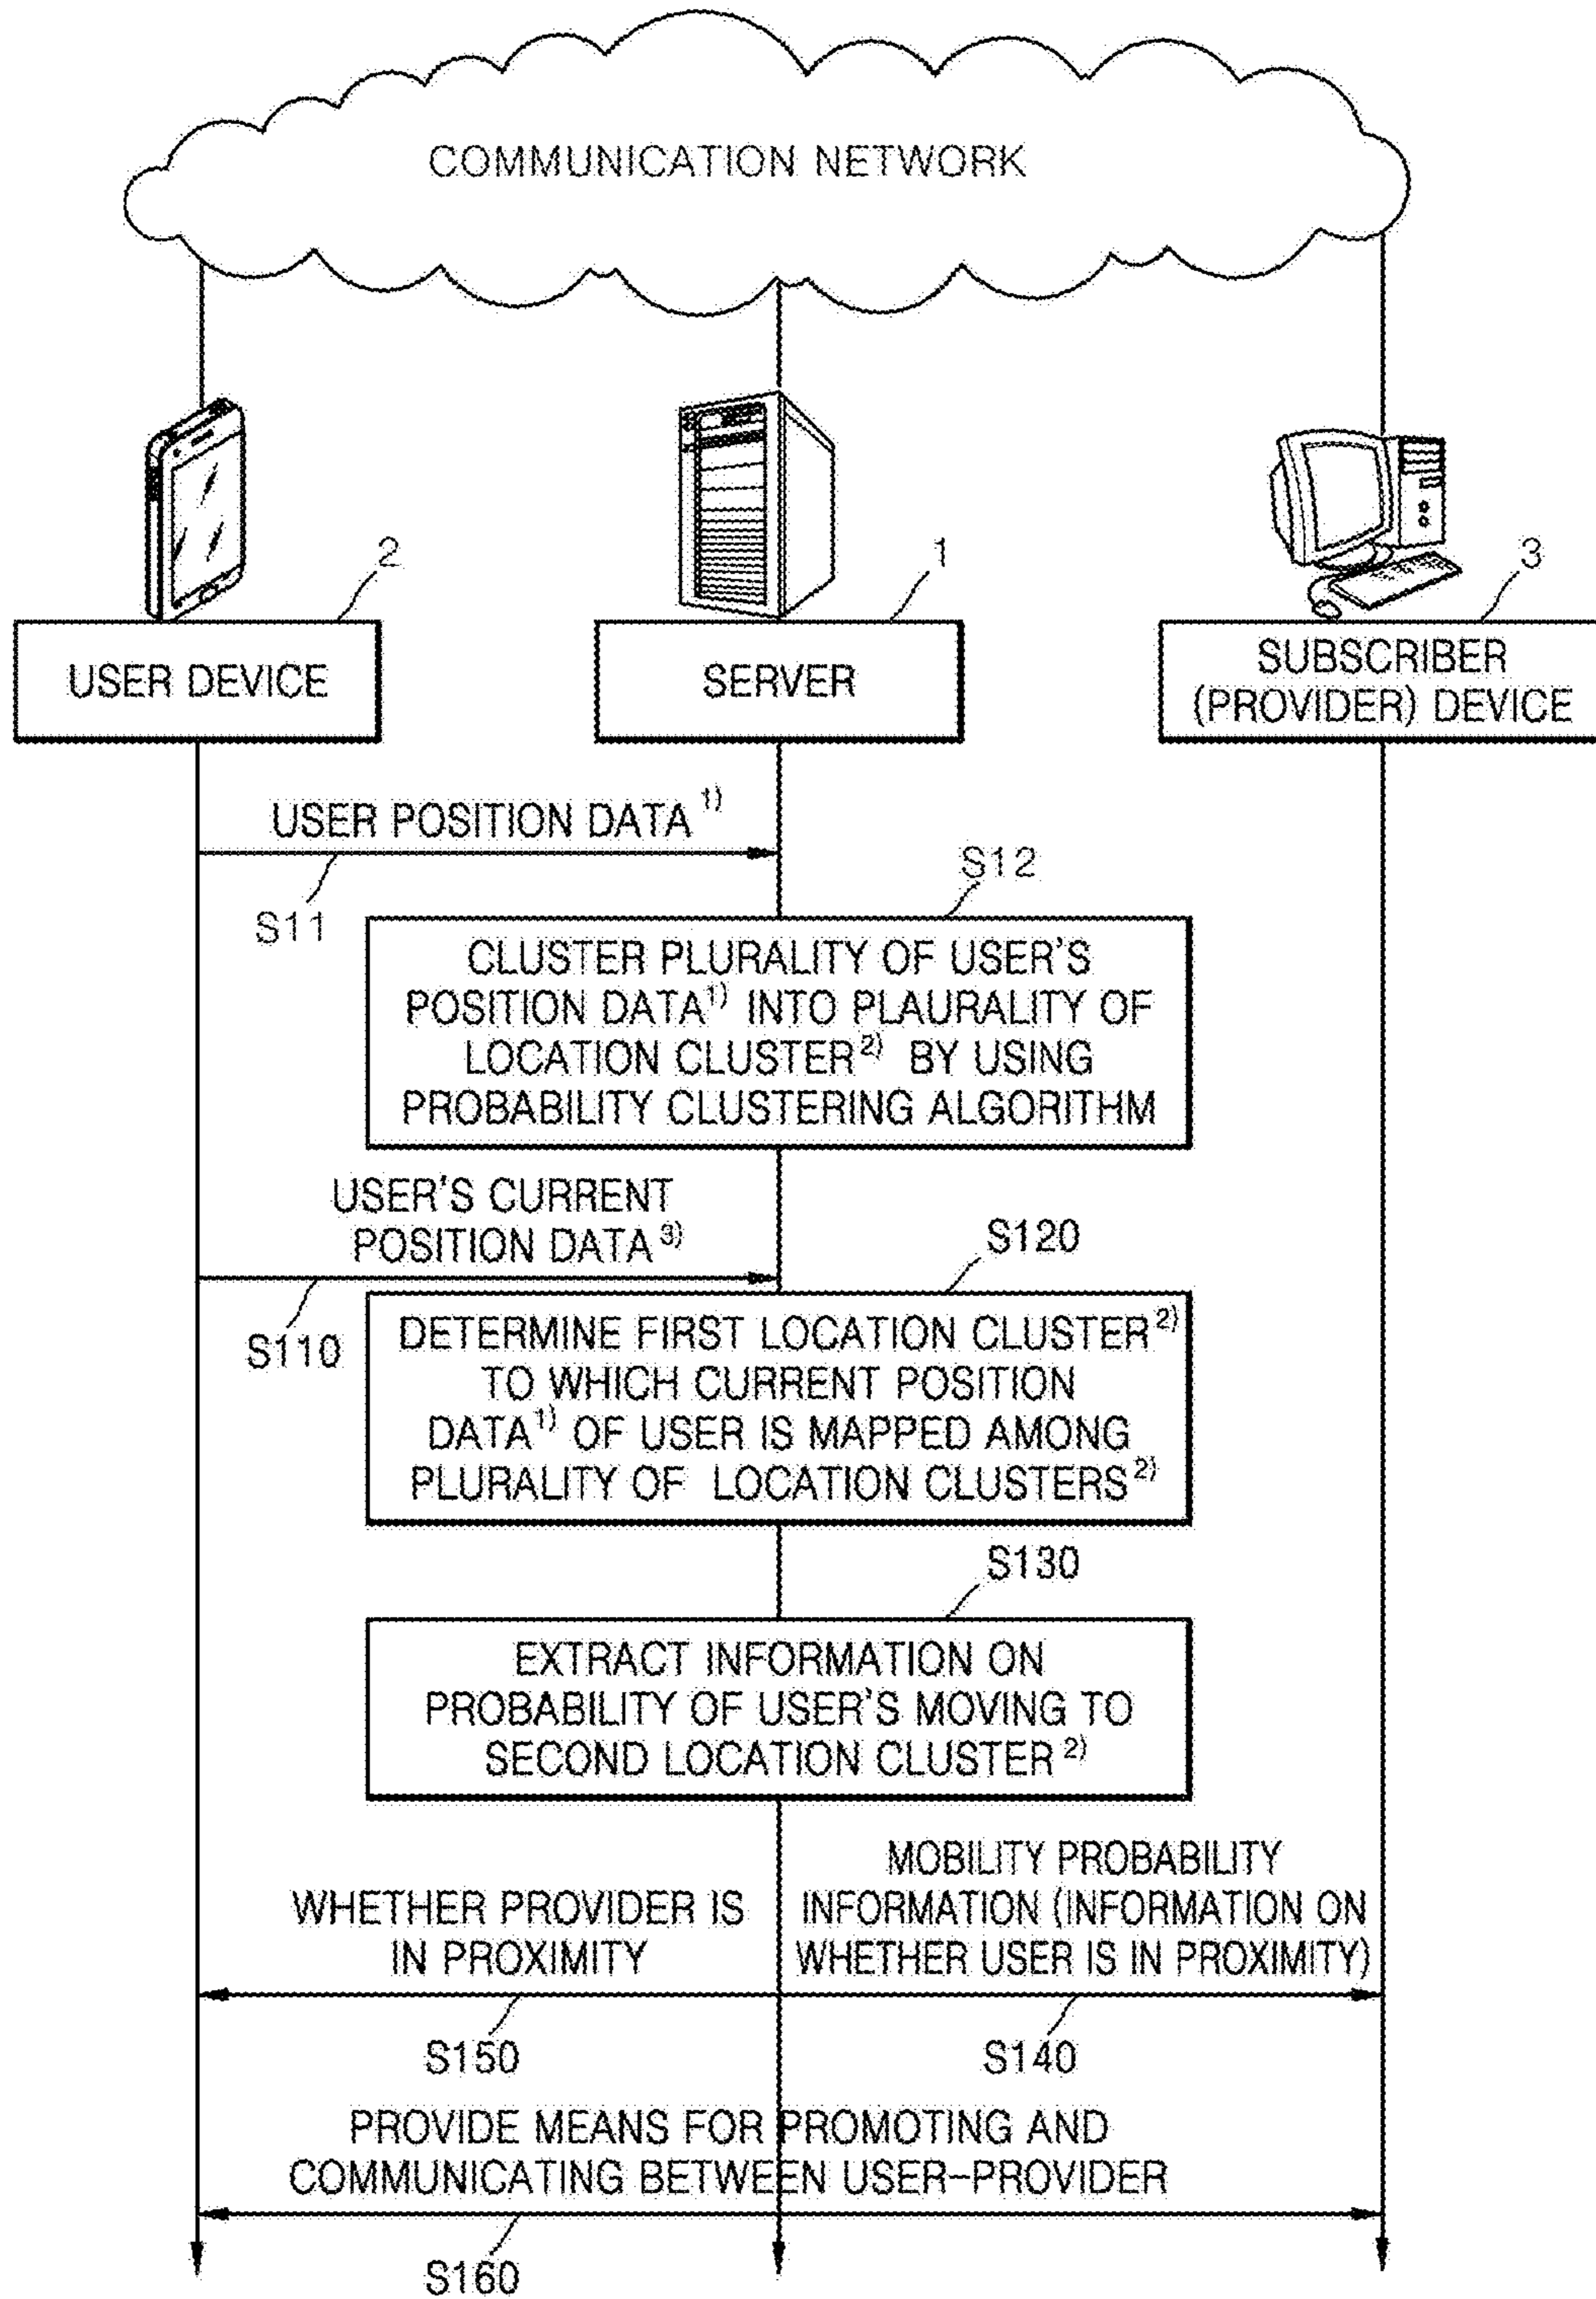 COMMUNICATION NETWORK
2
1
3
USER DEVICE
SERVER
SUBSCRIBER
(PROVIDER) DEVICE
USER POSITION DATA 1)
S11
S12
CLUSTER PLURALITY OF USER'S
POSITION DATA1) INTO PLAURALITY OF
LOCATION CLUSTER2) BY USING
PROBABILITY CLUSTERING ALGORITHM
USER'S CURRENT
POSITION DATA 3)
S110
S120
DETERMINE FIRST LOCATION CLUSTER2)
TO WHICH CURRENT POSITION
DATA1) OF USER IS MAPPED AMONG
PLURALITY OF LOCATION CLUSTERS2)
S130
EXTRACT INFORMATION ON
PROBABILITY OF USER'S MOVING TO
SECOND LOCATION CLUSTER 2)
WHETHER PROVIDER IS
IN PROXIMITY
MOBILITY PROBABILITY
INFORMATION (INFORMATION ON
WHETHER USER IS IN PROXIMITY)
S150
S140
PROVIDE MEANS FOR PROMOTING AND
COMMUNICATING BETWEEN USER-PROVIDER
S160